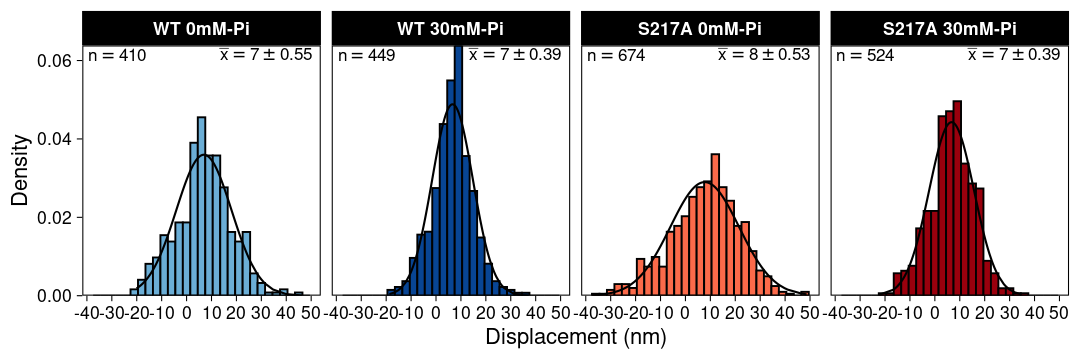 WT 0mM-Pi WT 30mM-Pi S217A 0mM-Pi S217A 30mM-Pi
n = 410 x̅ = 7 ± 0.55 n = 449 x̅ = 7 ± 0.39 n = 674 x̅ = 8 ± 0.53 n = 524 x̅ = 7 ± 0.39
0.06
0.04
0.02
0.00
Density
-40 -30 -20 -10 0 10 20 30 40 50 -40 -30 -20 -10 0 10 20 30 40 50 -40 -30 -20 -10 0 10 20 30 40 50 -40 -30 -20 -10 0 10 20 30 40 50
Displacement (nm)